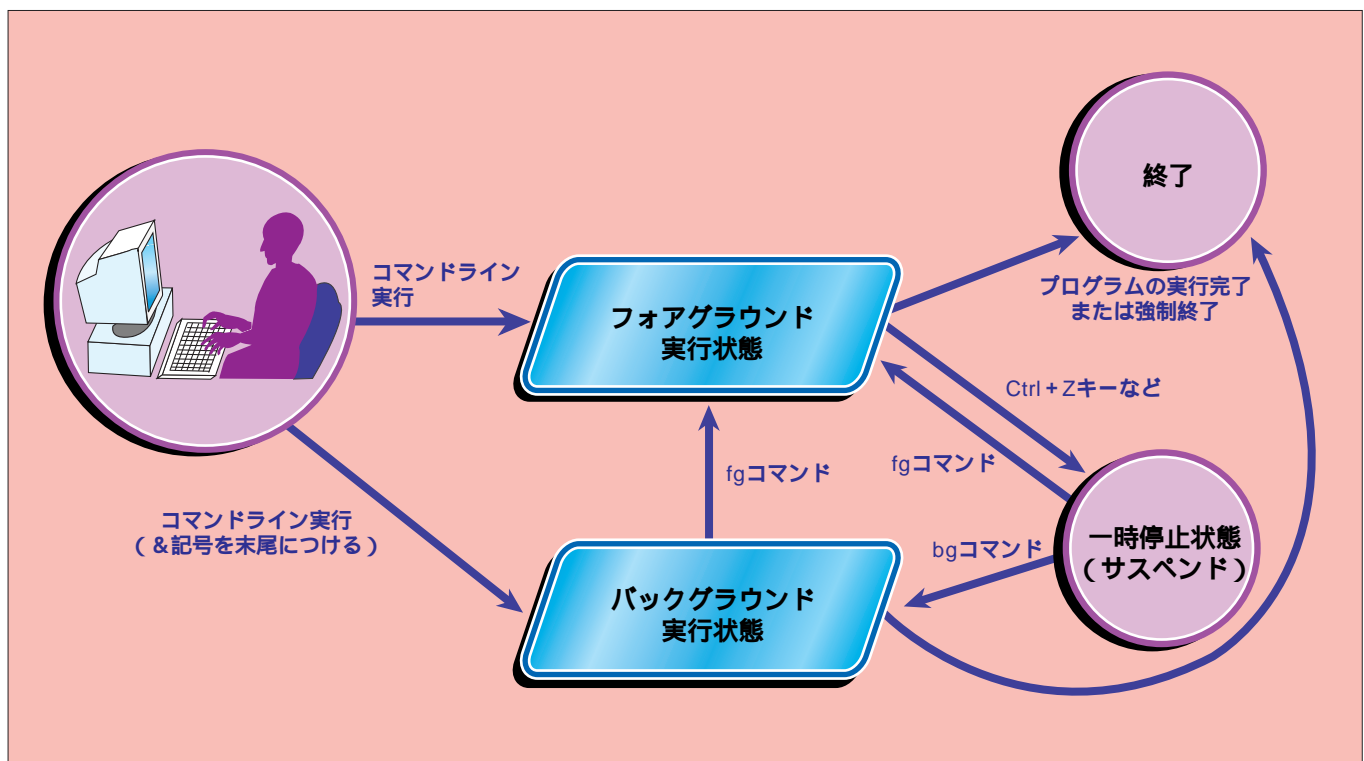 終了
コマンドライン
実行
プログラムの実行完了
または強制終了
フォアグラウンド
実行状態
Ctrl+Zキーなど
fgコマンド
fgコマンド
コマンドライン実行
(&記号を末尾につける)
bgコマンド
一時停止状態
(サスペンド)
バックグラウンド
実行状態